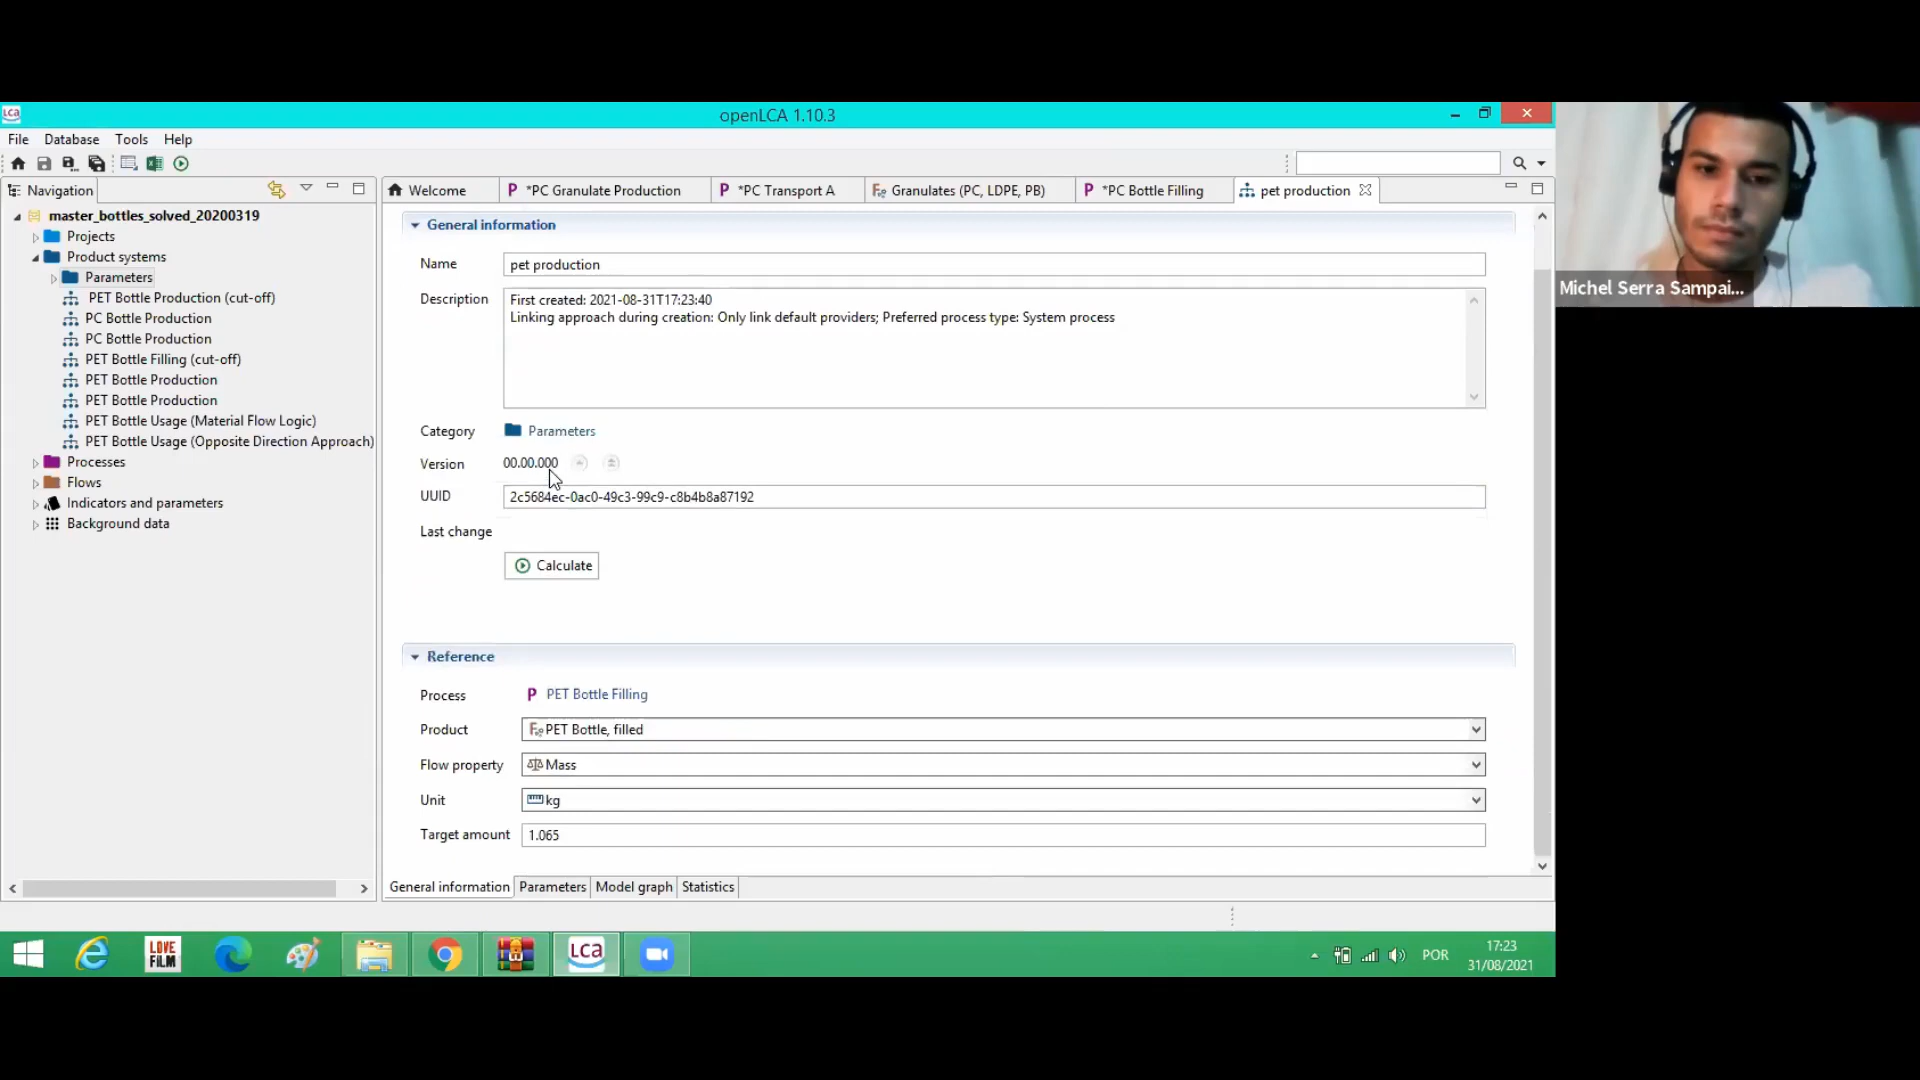 LCA
openLCA 1.10.3
File Database Tools Help
Navigation
Welcome
P *PC Granulate Production
P *PC Transport A
Granulates (PC, LDPE, PB)
P *PC Bottle Filling
pet production
Michel Serra Sampai...
master_bottles_solved_20200319
Projects
Product systems
Parameters
PET Bottle Production (cut-off)
PC Bottle Production
PC Bottle Production
PET Bottle Filling (cut-off)
PET Bottle Production
PET Bottle Production
PET Bottle Usage (Material Flow Logic)
PET Bottle Usage (Opposite Direction Approach)
Processes
Flows
Indicators and parameters
Background data
General information
Name pet production
Description First created: 2021-08-31T17:23:40
Linking approach during creation: Only link default providers; Preferred process type: System process
Category Parameters
Version 00.00.000
UUID 2c5684ec-0ac0-49c3-99c9-c8b4b8a87192
Last change
Calculate
Reference
Process P PET Bottle Filling
Product PET Bottle, filled
Flow property Mass
Unit kg
Target amount 1.065
General information Parameters Model graph Statistics
LOVE
FILM
LCA
POR
17:23
31/08/2021